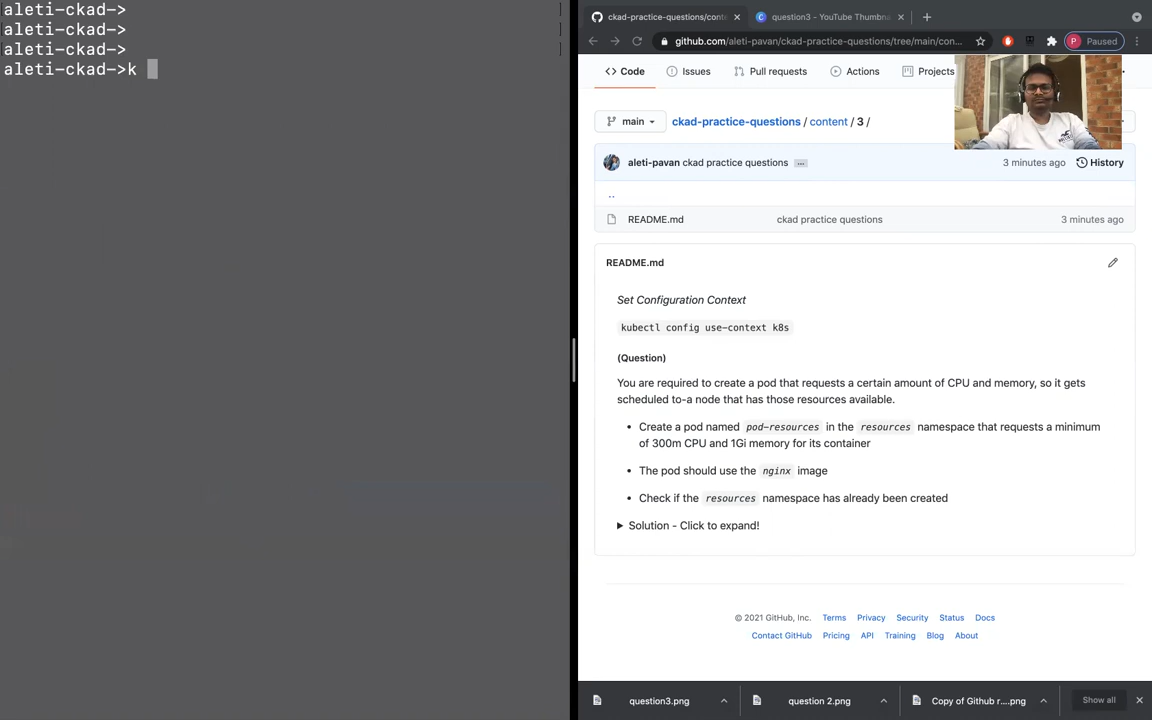 aleti-ckad->
aleti-ckad->
aleti-ckad->
aleti-ckad->k
ckad-practice-questions/conte
question3 - YouTube Thumbna
github.com/aleti-pavan/ckad-practice-questions/tree/main/con...
Paused
Code
Issues
Pull requests
Actions
Projects
main
ckad-practice-questions / content / 3 /
aleti-pavan ckad practice questions ...
3 minutes ago
History
..
README.md
ckad practice questions
3 minutes ago
README.md
Set Configuration Context
kubectl config use-context k8s
(Question)
You are required to create a pod that requests a certain amount of CPU and memory, so it gets
scheduled to-a node that has those resources available.
• Create a pod named pod-resources in the resources namespace that requests a minimum
of 300m CPU and 1Gi memory for its container
• The pod should use the nginx image
• Check if the resources namespace has already been created
Solution - Click to expand!
© 2021 GitHub, Inc. Terms Privacy Security Status Docs
Contact GitHub Pricing API Training Blog About
question3.png
question 2.png
Copy of Github r....png
Show all